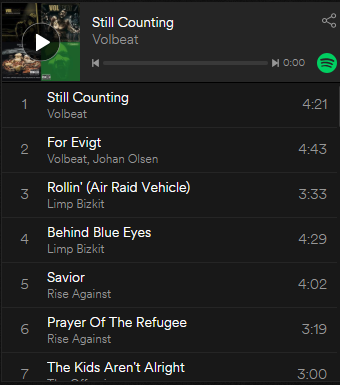 VOL
Still Counting
Volbeat
0:00
1 Still Counting 4:21
Volbeat
2 For Evigt 4:43
Volbeat, Johan Olsen
3 Rollin' (Air Raid Vehicle) 3:33
Limp Bizkit
4 Behind Blue Eyes 4:29
Limp Bizkit
5 Savior 4:02
Rise Against
6 Prayer Of The Refugee 3:19
Rise Against
7 The Kids Aren't Alright 3:00
The Offspring